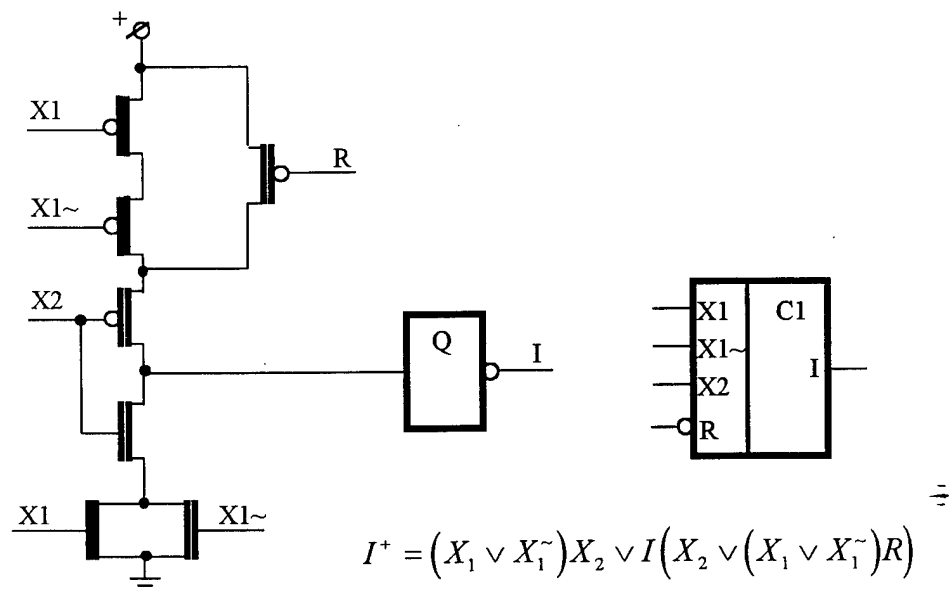 +
X1
R
X1~
X2
Q
I
X1 X1~
X1 C1
X1~
I
X2
R
I⁺ = (X₁ ∨ X₁~)X₂ ∨ I(X₂ ∨ (X₁ ∨ X₁~)R)